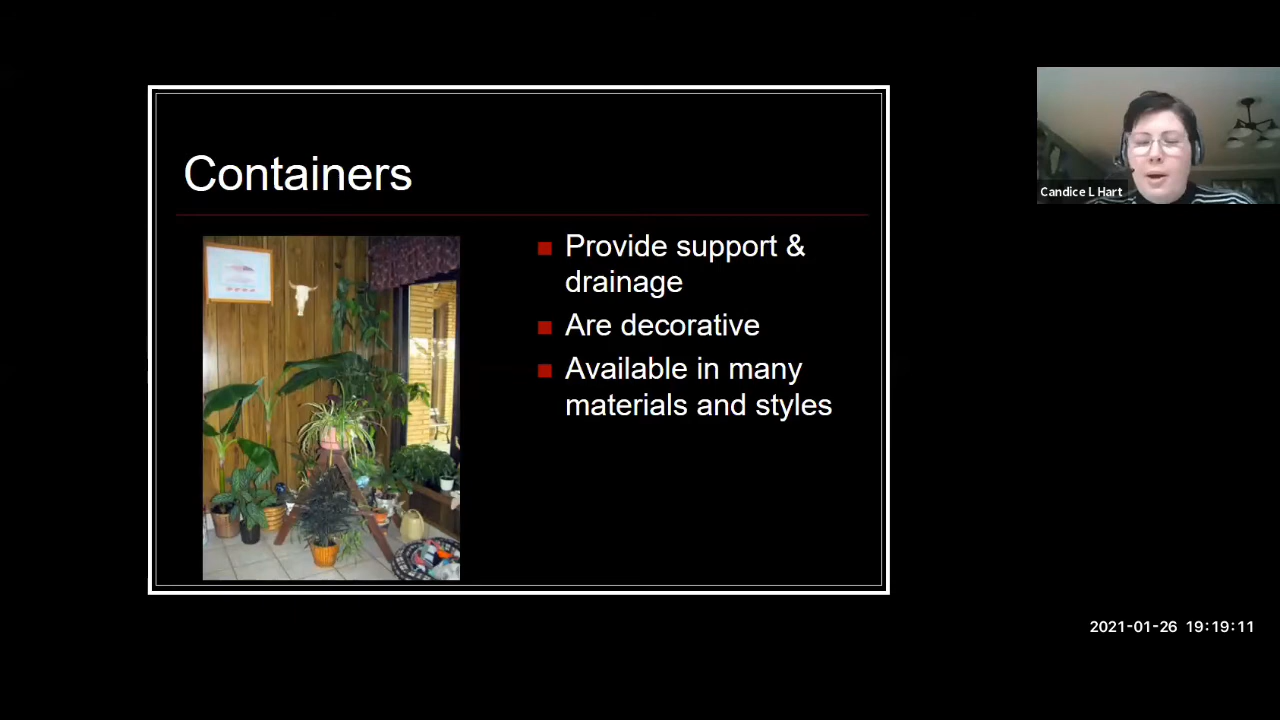 Containers
Provide support &
drainage
Are decorative
Available in many
materials and styles
Candice L Hart
2021-01-26 19:19:11